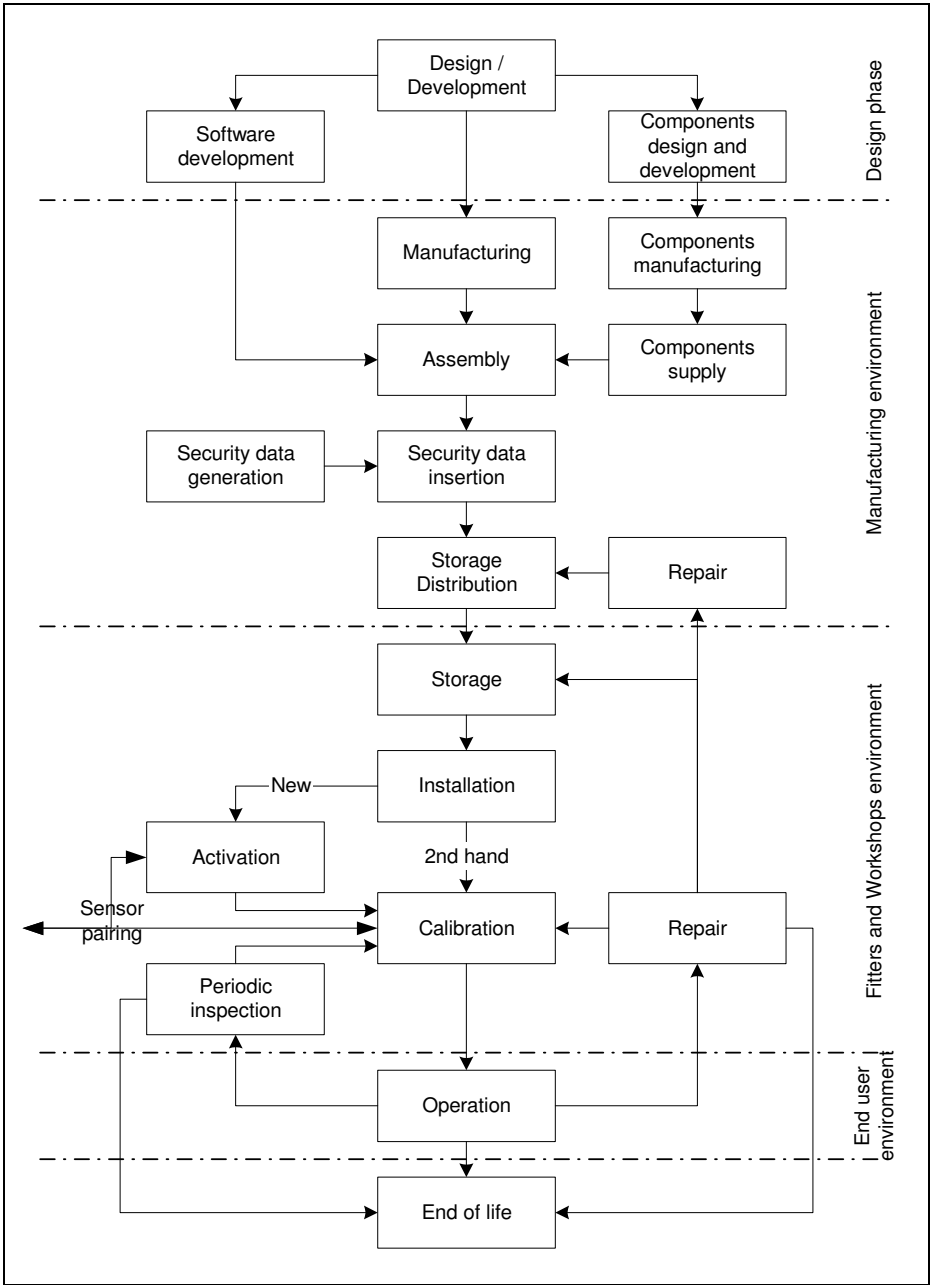 Design /
Development
Software
development
Components
design and
development
Design phase
Manufacturing
Components
manufacturing
Assembly
Components
supply
Manufacturing environment
Security data
generation
Security data
insertion
Storage
Distribution
Repair
Storage
Installation
New
Activation
2nd hand
Sensor
pairing
Calibration
Repair
Fitters and Workshops environment
Periodic
inspection
Operation
End user
environment
End of life